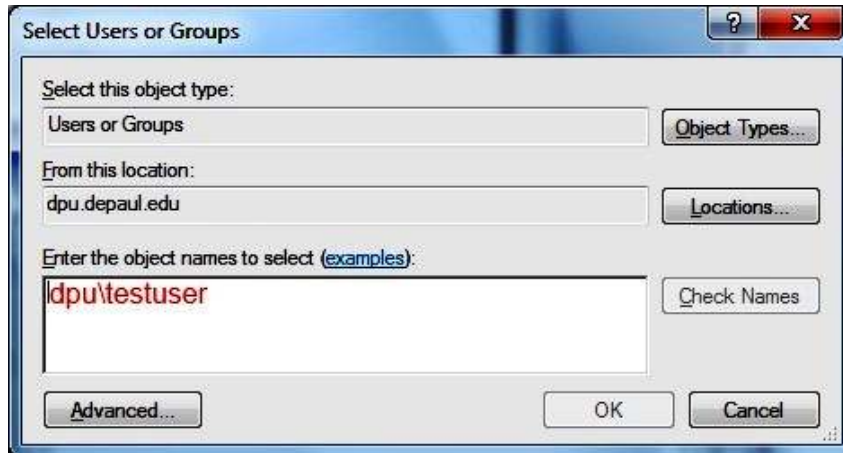 Select Users or Groups
Select this object type:
Users or Groups
Object Types...
From this location:
dpu.depaul.edu
Locations...
Enter the object names to select (examples):
dpu\testuser
Check Names
Advanced...
OK
Cancel